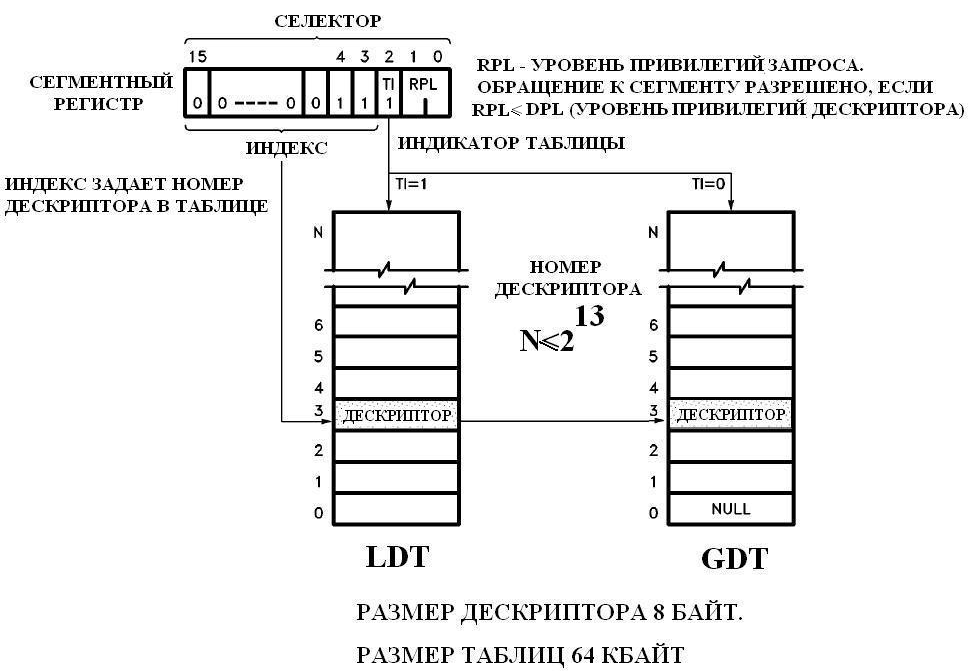 СЕЛЕКТОР
15 4 3 2 1 0
СЕГМЕНТНЫЙ
РЕГИСТР
TI RPL
0 0 ---- 0 0 1 1 1
RPL - УРОВЕНЬ ПРИВИЛЕГИЙ ЗАПРОСА.
ОБРАЩЕНИЕ К СЕГМЕНТУ РАЗРЕШЕНО, ЕСЛИ
RPL⩽DPL (УРОВЕНЬ ПРИВИЛЕГИЙ ДЕСКРИПТОРА)
ИНДЕКС
ИНДИКАТОР ТАБЛИЦЫ
ИНДЕКС ЗАДАЕТ НОМЕР
ДЕСКРИПТОРА В ТАБЛИЦЕ
TI=1
TI=0
N
6
5
4
3 ДЕСКРИПТОР
2
1
0
LDT
НОМЕР
ДЕСКРИПТОРА
N⩽2^13
N
6
5
4
3 ДЕСКРИПТОР
2
1
0 NULL
GDT
РАЗМЕР ДЕСКРИПТОРА 8 БАЙТ.
РАЗМЕР ТАБЛИЦ 64 КБАЙТ